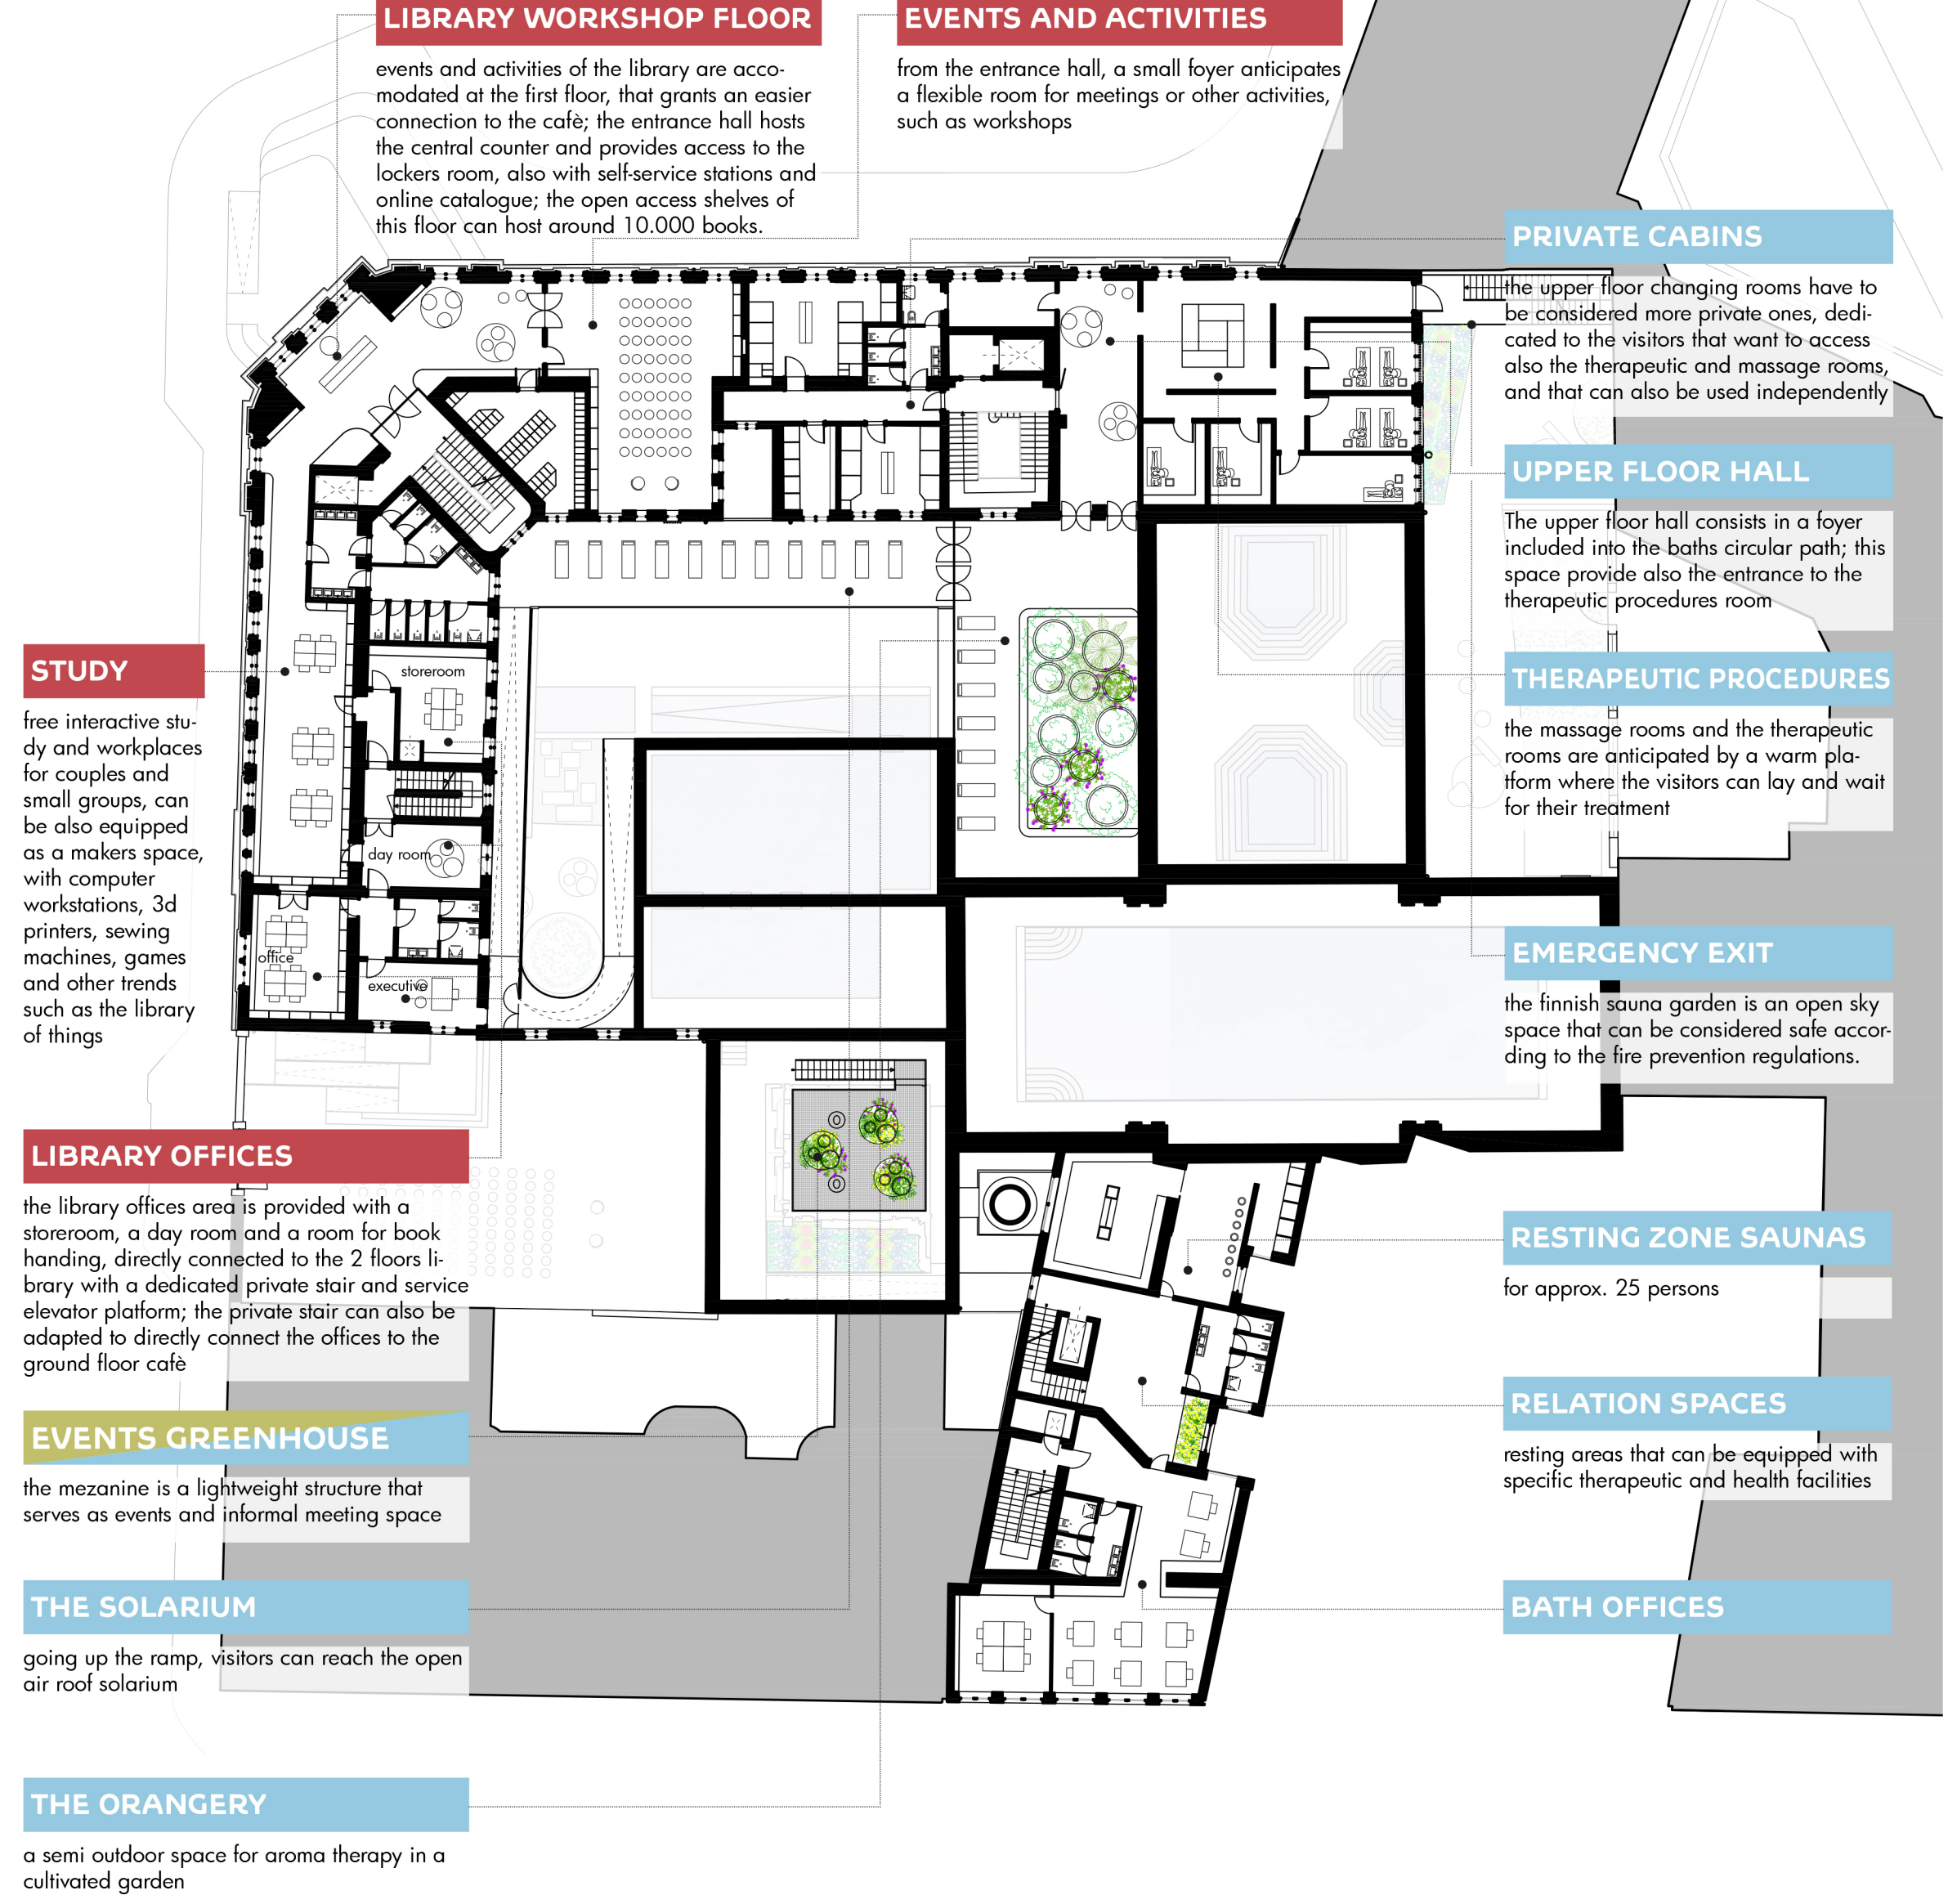 LIBRARY WORKSHOP FLOOR
events and activities of the library are acco-
modated at the first floor, that grants an easier
connection to the cafè; the entrance hall hosts
the central counter and provides access to the
lockers room, also with self-service stations and
online catalogue; the open access shelves of
this floor can host around 10.000 books.
EVENTS AND ACTIVITIES
from the entrance hall, a small foyer anticipates
a flexible room for meetings or other activities,
such as workshops
PRIVATE CABINS
the upper floor changing rooms have to
be considered more private ones, dedi-
cated to the visitors that want to access
also the therapeutic and massage rooms,
and that can also be used independently
UPPER FLOOR HALL
The upper floor hall consists in a foyer
included into the baths circular path; this
space provide also the entrance to the
therapeutic procedures room
THERAPEUTIC PROCEDURES
the massage rooms and the therapeutic
rooms are anticipated by a warm pla-
tform where the visitors can lay and wait
for their treatment
EMERGENCY EXIT
the finnish sauna garden is an open sky
space that can be considered safe accor-
ding to the fire prevention regulations.
RESTING ZONE SAUNAS
for approx. 25 persons
RELATION SPACES
resting areas that can be equipped with
specific therapeutic and health facilities
BATH OFFICES
STUDY
free interactive stu-
dy and workplaces
for couples and
small groups, can
be also equipped
as a makers space,
with computer
workstations, 3d
printers, sewing
machines, games
and other trends
such as the library
of things
storeroom
day room
office
executive
LIBRARY OFFICES
the library offices area is provided with a
storeroom, a day room and a room for book
handing, directly connected to the 2 floors li-
brary with a dedicated private stair and service
elevator platform; the private stair can also be
adapted to directly connect the offices to the
ground floor cafè
EVENTS GREENHOUSE
the mezanine is a lightweight structure that
serves as events and informal meeting space
THE SOLARIUM
going up the ramp, visitors can reach the open
air roof solarium
THE ORANGERY
a semi outdoor space for aroma therapy in a
cultivated garden